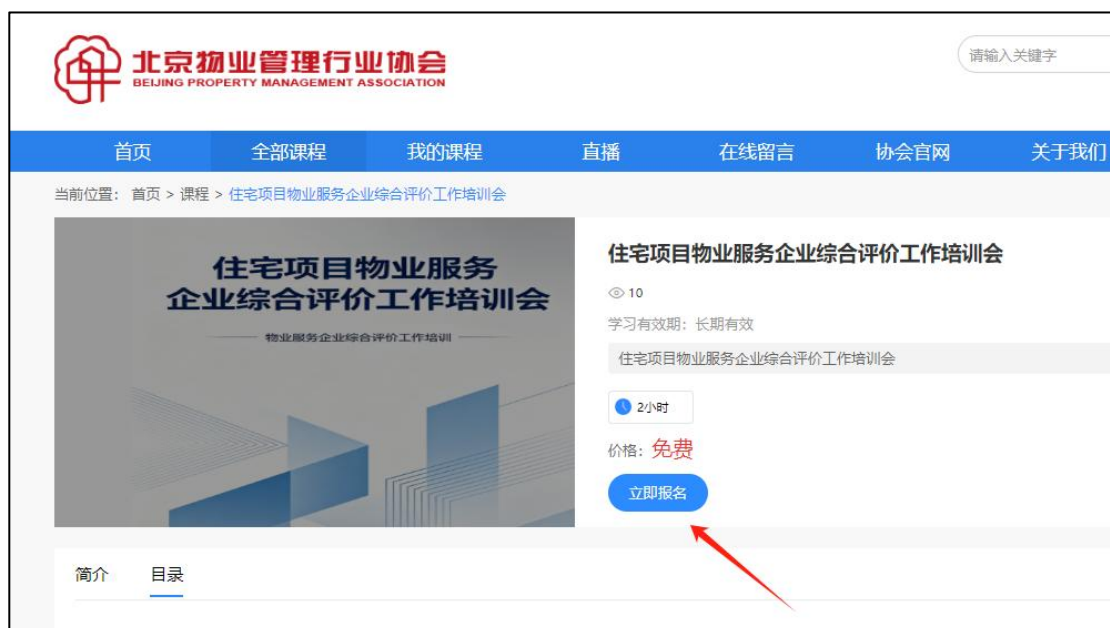 北京物业管理行业协会
BEIJING PROPERTY MANAGEMENT ASSOCIATION
请输入关键字
首页 全部课程 我的课程 直播 在线留言 协会官网 关于我们
当前位置： 首页 > 课程 > 住宅项目物业服务企业综合评价工作培训会
住宅项目物业服务
企业综合评价工作培训会
物业服务企业综合评价工作培训
住宅项目物业服务企业综合评价工作培训会
10
学习有效期：长期有效
住宅项目物业服务企业综合评价工作培训会
2小时
价格：免费
立即报名
简介 目录